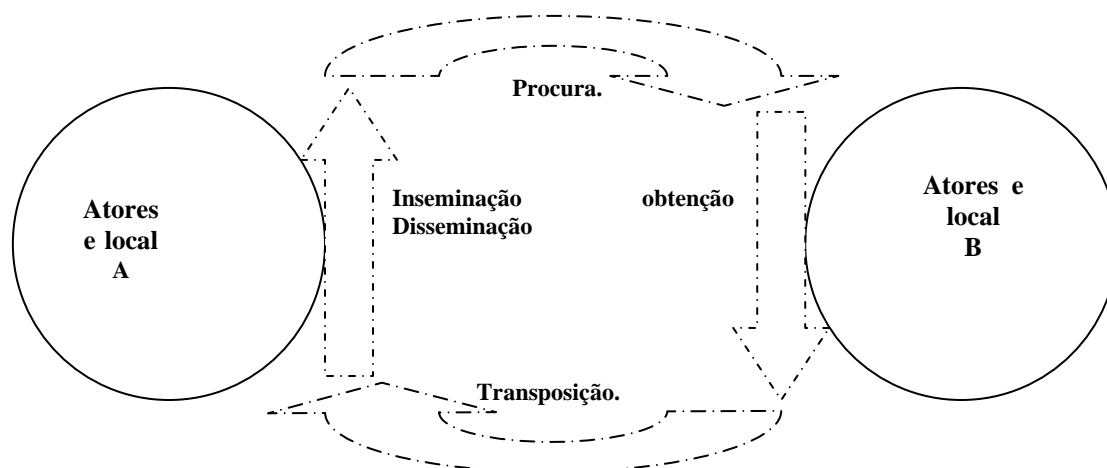 Procura.
Atores
e local
A
Inseminação
Disseminação
obtenção
Atores e
local
B
Transposição.